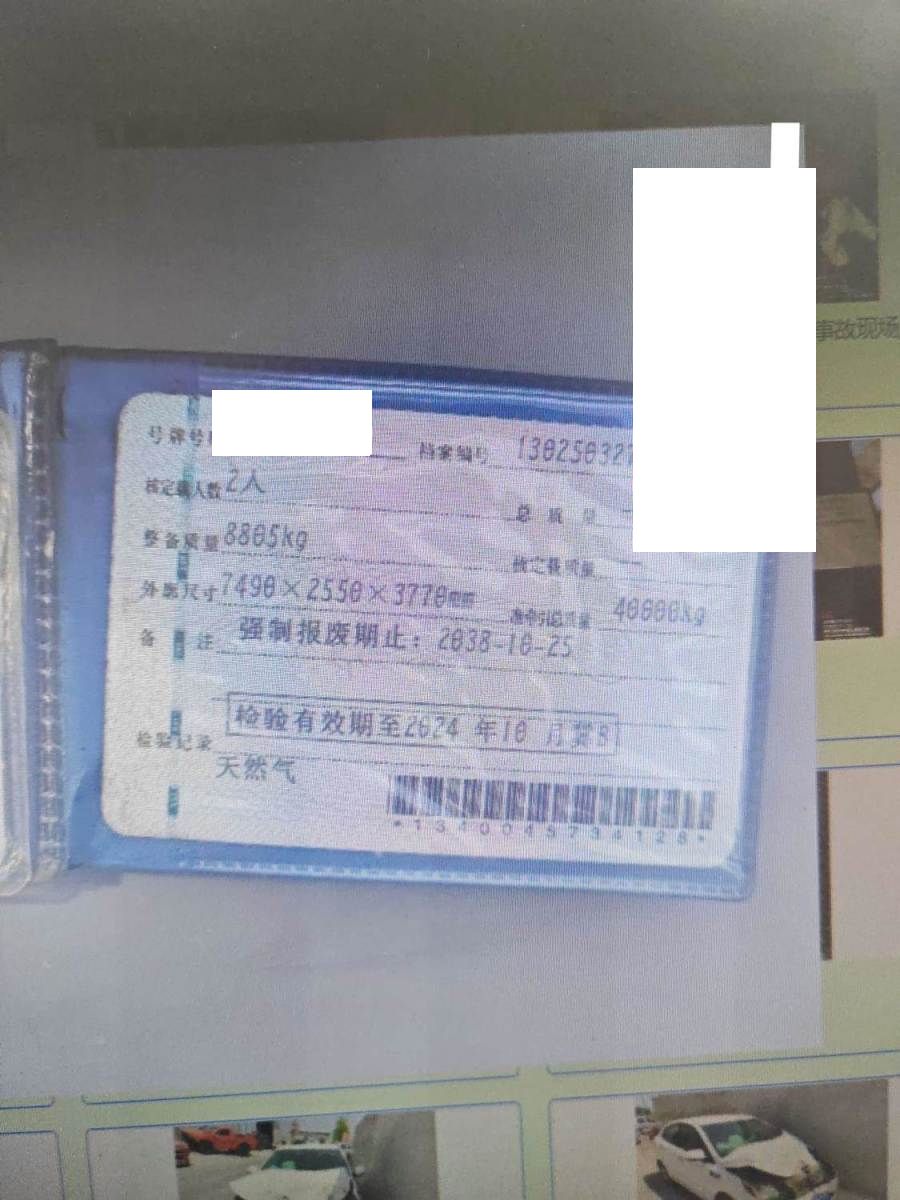 事故现场
号牌号
档案编号 13025032
核定载人数 2人
总质量
整备质量 8805kg
核定载质量
外廓尺寸 7490×2550×3770mm
准牵引总质量 40000kg
备注 强制报废期止：2038-10-25
检验记录 检验有效期至2024年10月
天然气